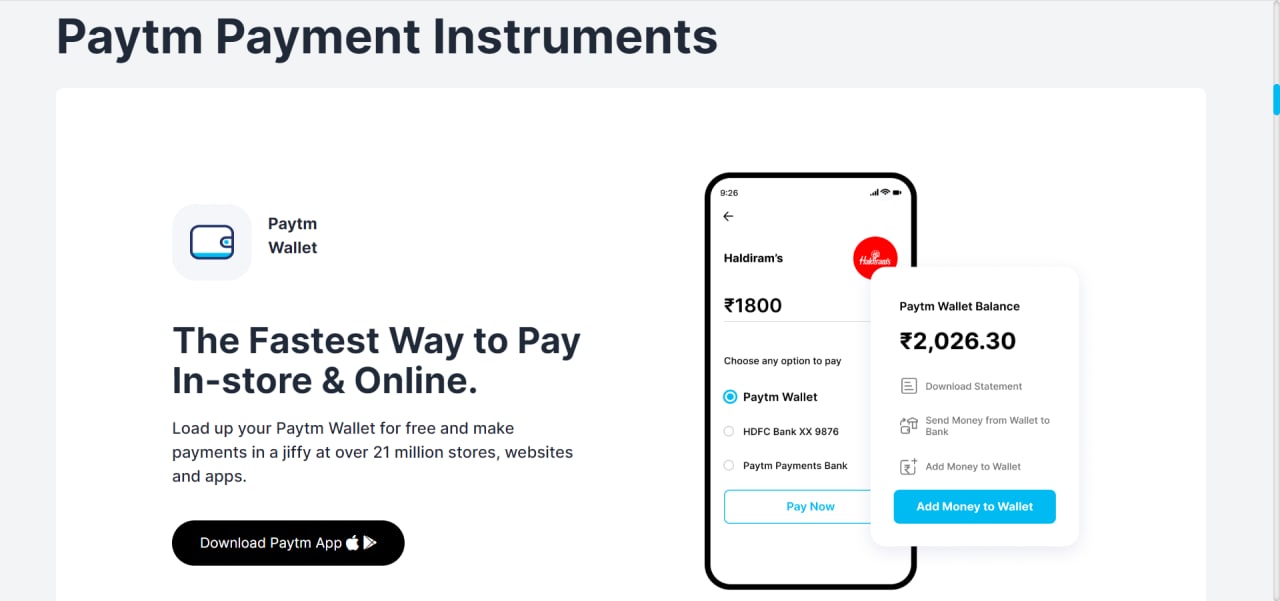 Paytm Payment Instruments
Paytm
Wallet
The Fastest Way to Pay
In-store & Online.
Load up your Paytm Wallet for free and make
payments in a jiffy at over 21 million stores, websites
and apps.
Download Paytm App
9:26
Haldiram's
Haldiram's
₹1800
Choose any option to pay
Paytm Wallet
HDFC Bank XX 9876
Paytm Payments Bank
Pay Now
Paytm Wallet Balance
₹2,026.30
Download Statement
Send Money from Wallet to
Bank
Add Money to Wallet
Add Money to Wallet